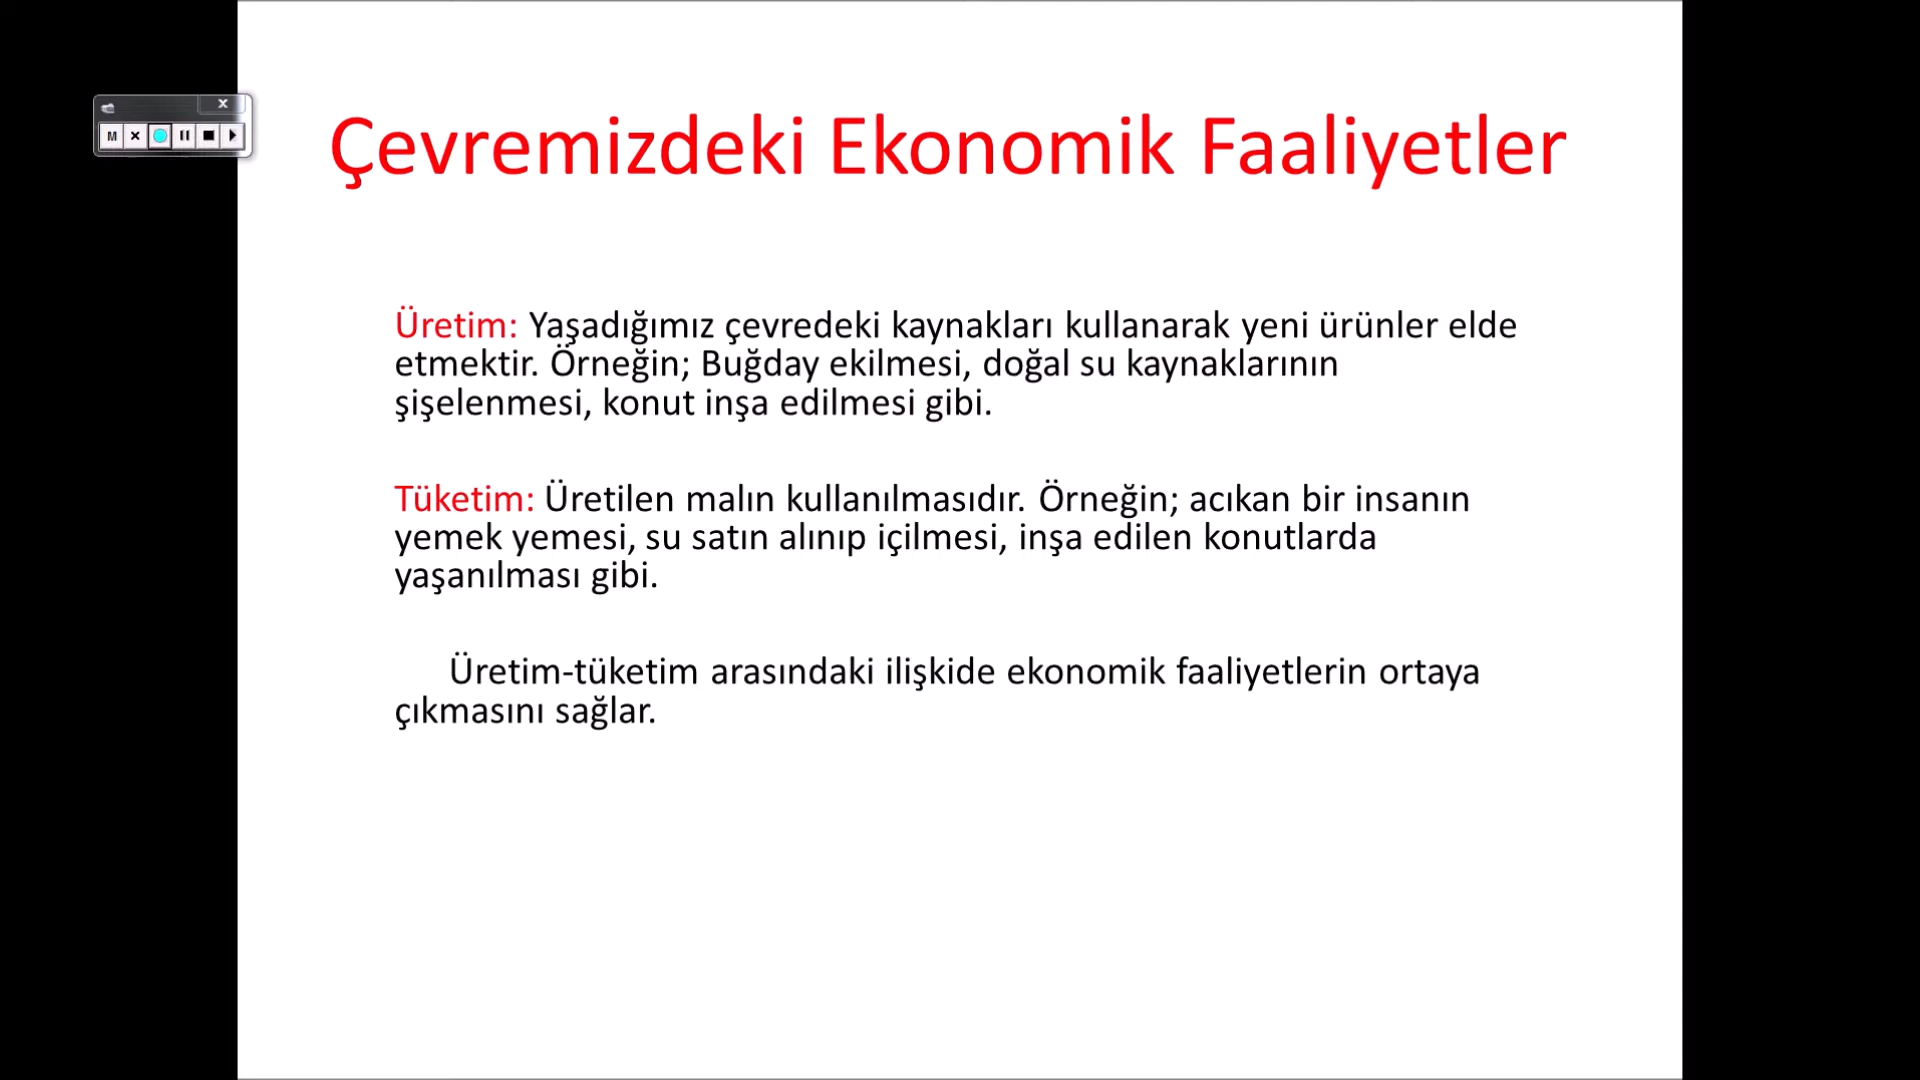 Çevremizdeki Ekonomik Faaliyetler
M
Üretim: Yaşadığımız çevredeki kaynakları kullanarak yeni ürünler elde
etmektir. Örneğin; Buğday ekilmesi, doğal su kaynaklarının
şişelenmesi, konut inşa edilmesi gibi.
Tüketim: Üretilen malın kullanılmasıdır. Örneğin; acıkan bir insanın
yemek yemesi, su satın alınıp içilmesi, inşa edilen konutlarda
yaşanılması gibi.
Üretim-tüketim arasındaki ilişkide ekonomik faaliyetlerin ortaya
çıkmasını sağlar.